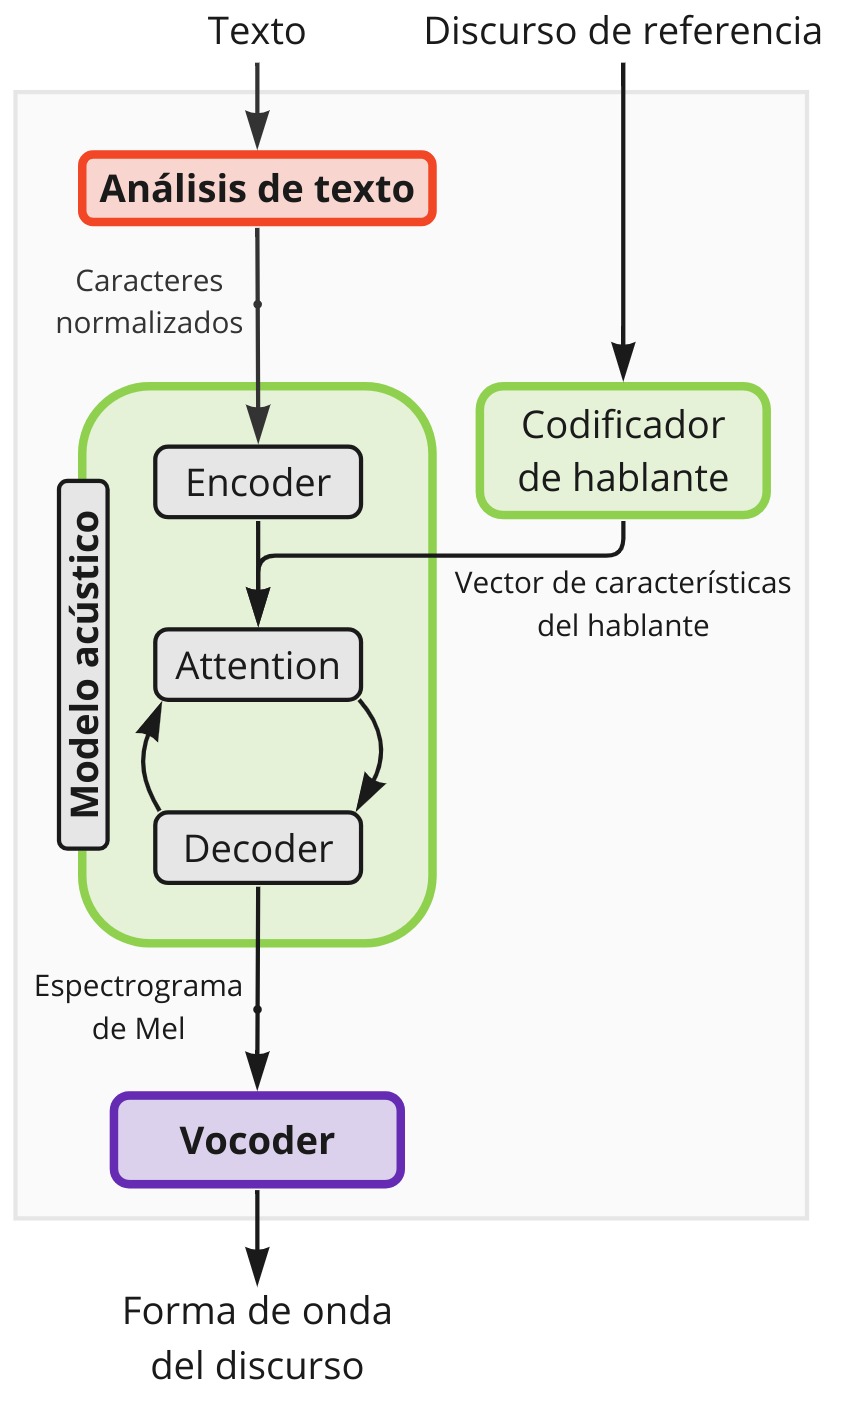 Texto
Discurso de referencia
Análisis de texto
Caracteres
normalizados
Codificador
de hablante
Encoder
Vector de características
del hablante
Modelo acústico
Attention
Decoder
Espectrograma
de Mel
Vocoder
Forma de onda
del discurso